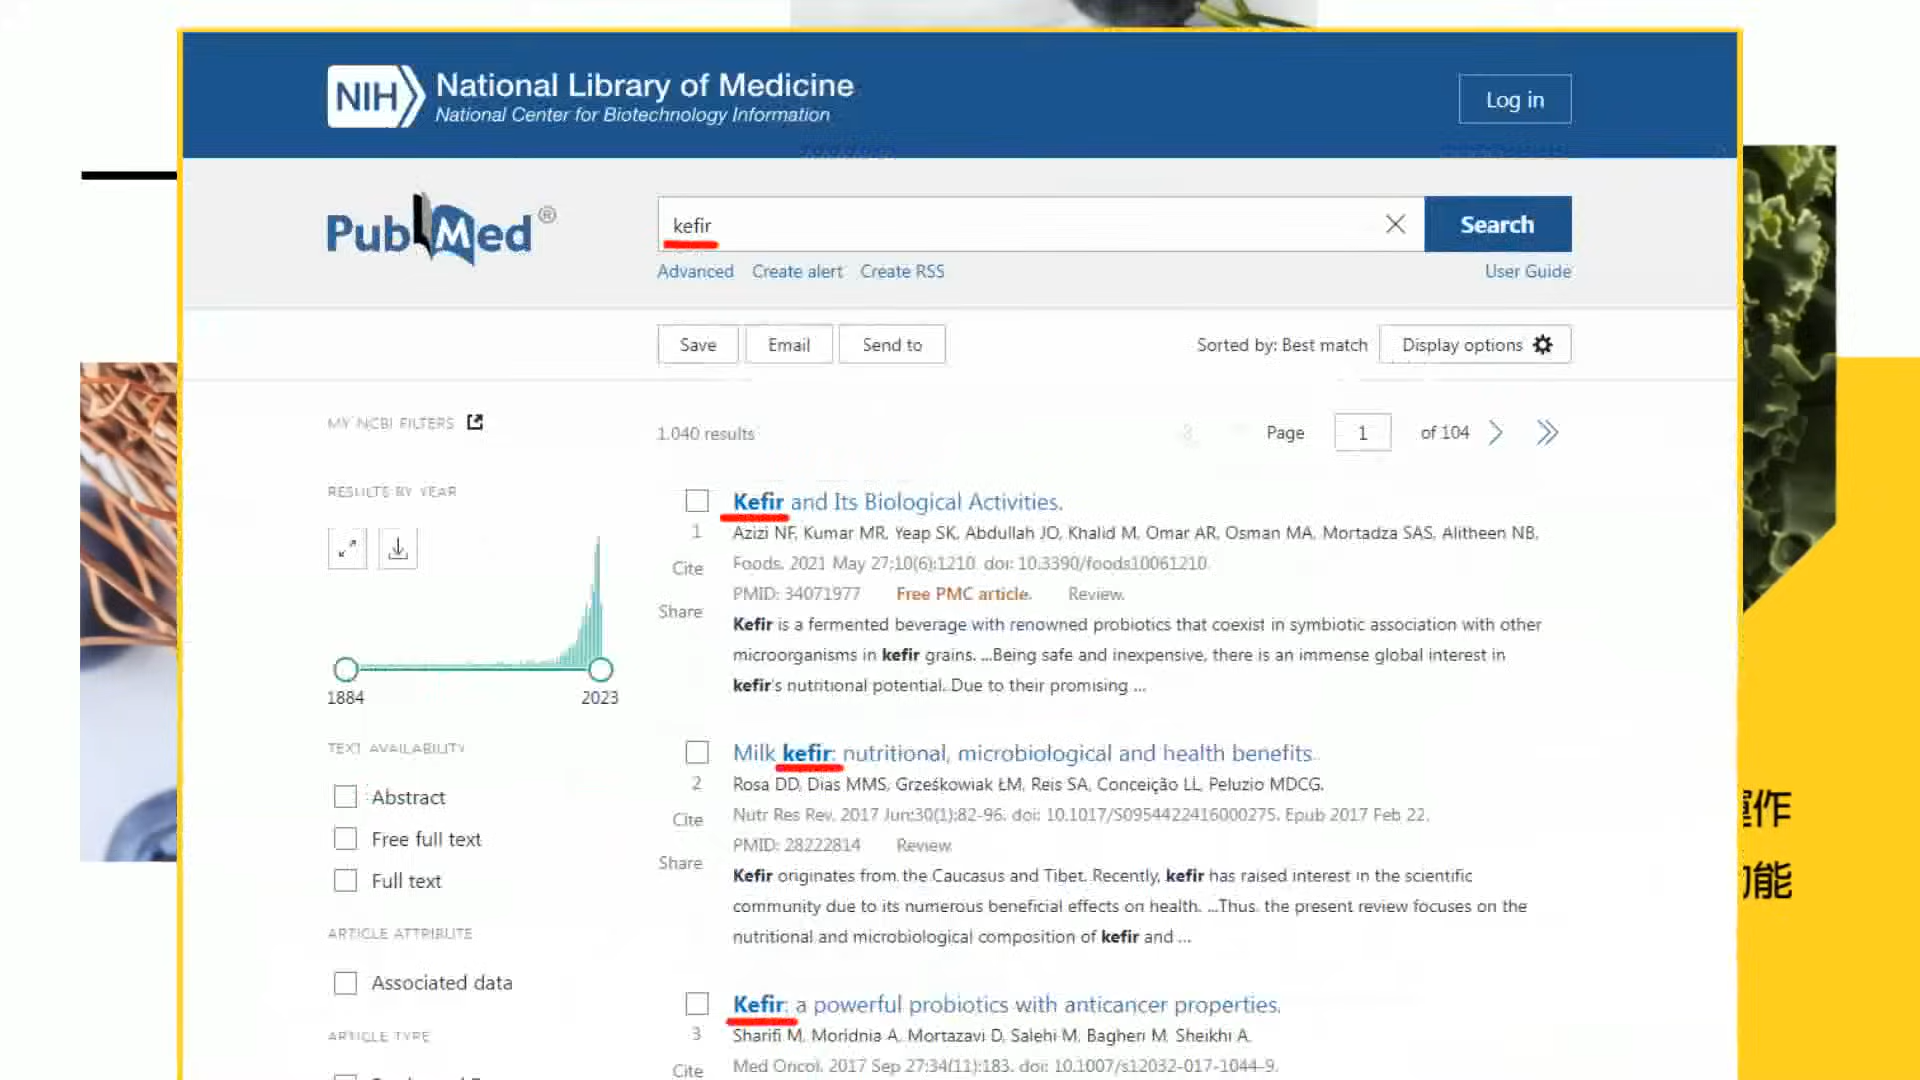 NIH National Library of Medicine
National Center for Biotechnology Information
Log in
PubMed®
kefir
Search
Advanced Create alert Create RSS
User Guide
Save Email Send to
Sorted by: Best match Display options
MY NCBI FILTERS
1,040 results
Page 1 of 104
RESULTS BY YEAR
1884 2023
TEXT AVAILABILITY
Abstract
Free full text
Full text
ARTICLE ATTRIBUTE
Associated data
ARTICLE TYPE
Kefir and Its Biological Activities.
1
Azizi NF, Kumar MR, Yeap SK, Abdullah JO, Khalid M, Omar AR, Osman MA, Mortadza SAS, Alitheen NB.
Cite
Foods. 2021 May 27;10(6):1210. doi: 10.3390/foods10061210.
PMID: 34071977 Free PMC article. Review.
Share
Kefir is a fermented beverage with renowned probiotics that coexist in symbiotic association with other
microorganisms in kefir grains. ...Being safe and inexpensive, there is an immense global interest in
kefir's nutritional potential. Due to their promising ...
Milk kefir: nutritional, microbiological and health benefits.
2
Rosa DD, Dias MMS, Grześkowiak ŁM, Reis SA, Conceição LL, Peluzio MDCG.
Cite
Nutr Res Rev. 2017 Jun;30(1):82-96. doi: 10.1017/S0954422416000275. Epub 2017 Feb 22.
PMID: 28222814 Review.
Share
Kefir originates from the Caucasus and Tibet. Recently, kefir has raised interest in the scientific
community due to its numerous beneficial effects on health. ...Thus, the present review focuses on the
nutritional and microbiological composition of kefir and ...
Kefir: a powerful probiotics with anticancer properties.
3
Sharifi M, Moridnia A, Mortazavi D, Salehi M, Bagheri M, Sheikhi A.
Cite
Med Oncol. 2017 Sep 27;34(11):183. doi: 10.1007/s12032-017-1044-9.
運作
功能